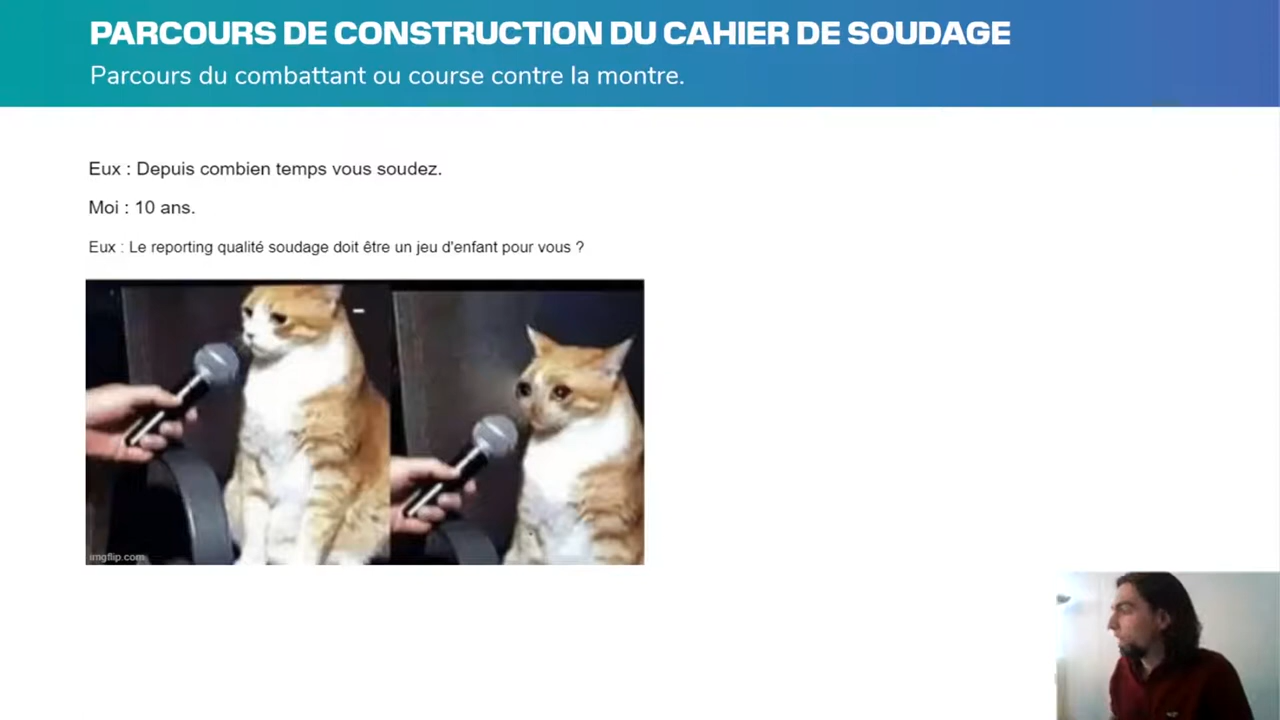 PARCOURS DE CONSTRUCTION DU CAHIER DE SOUDAGE
Parcours du combattant ou course contre la montre.
Eux : Depuis combien temps vous soudez.
Moi : 10 ans.
Eux : Le reporting qualité soudage doit être un jeu d'enfant pour vous ?
imgflip.com